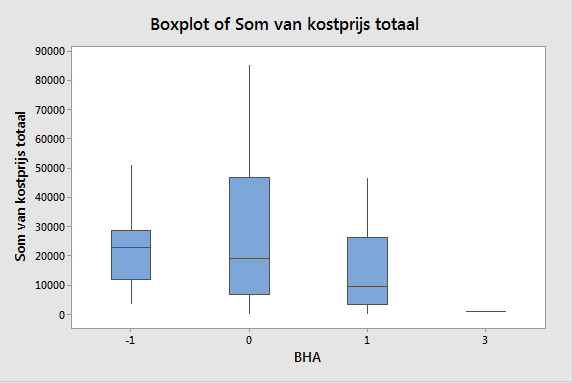 Boxplot of Som van kostprijs totaal
90000
80000
70000
60000
50000
40000
30000
20000
10000
0
Som van kostprijs totaal
-1 0 1 3
BHA